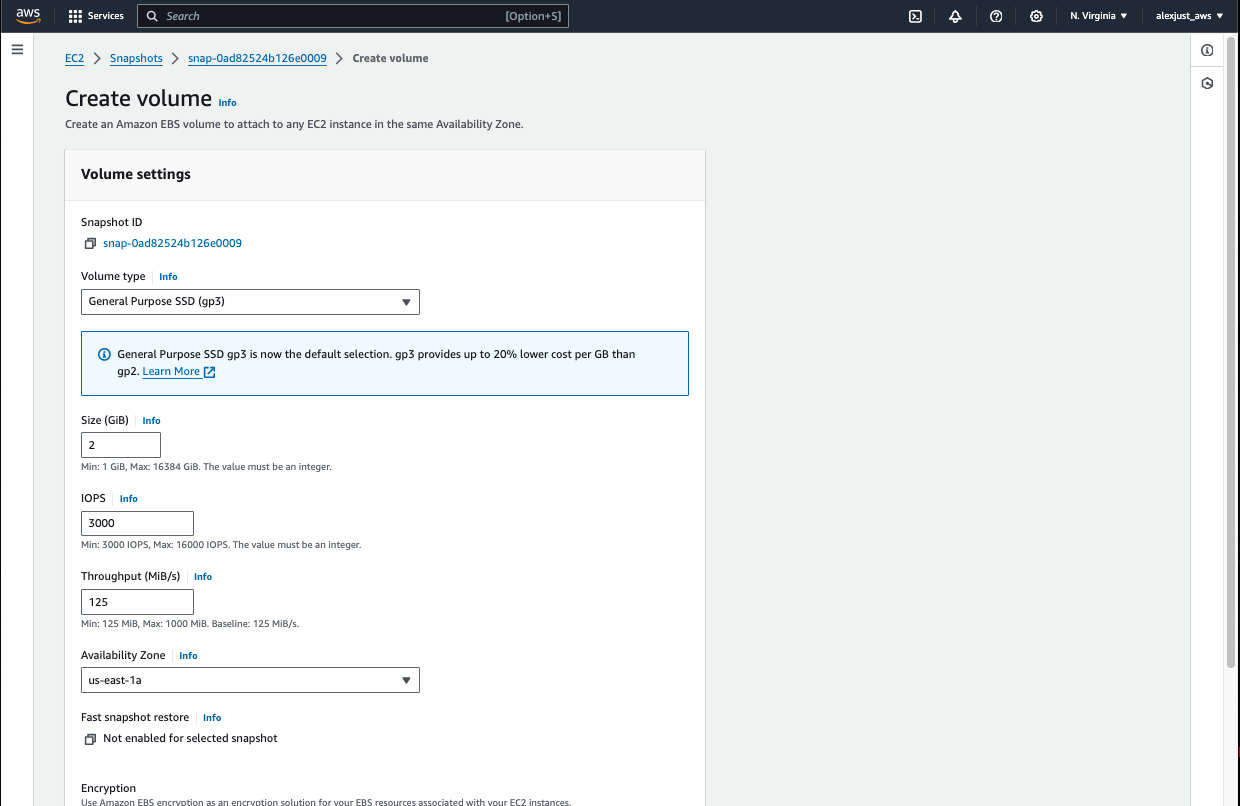 aws Services Search [Option+S] N. Virginia alexjust_aws
EC2 Snapshots snap-0ad82524b126e0009 Create volume
Create volume Info
Create an Amazon EBS volume to attach to any EC2 instance in the same Availability Zone.
Volume settings
Snapshot ID
snap-0ad82524b126e0009
Volume type Info
General Purpose SSD (gp3)
General Purpose SSD gp3 is now the default selection. gp3 provides up to 20% lower cost per GB than
gp2. Learn More
Size (GiB) Info
2
Min: 1 GiB, Max: 16384 GiB. The value must be an integer.
IOPS Info
3000
Min: 3000 IOPS, Max: 16000 IOPS. The value must be an integer.
Throughput (MiB/s) Info
125
Min: 125 MiB, Max: 1000 MiB. Baseline: 125 MiB/s.
Availability Zone Info
us-east-1a
Fast snapshot restore Info
Not enabled for selected snapshot
Encryption
Use Amazon EBS encryption as an encryption solution for your EBS resources associated with your EC2 instances.